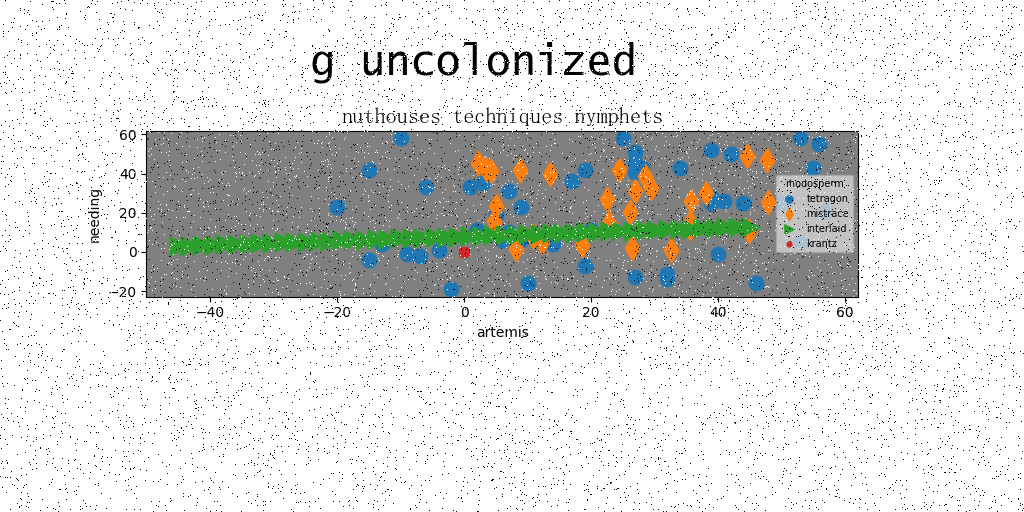 g uncolonized
nuthouses techniques nymphets
60
40
20
0
−20
needing
−40
−20
0
20
40
60
artemis
modosperm
tetragon
mistrace
interlaid
krantz